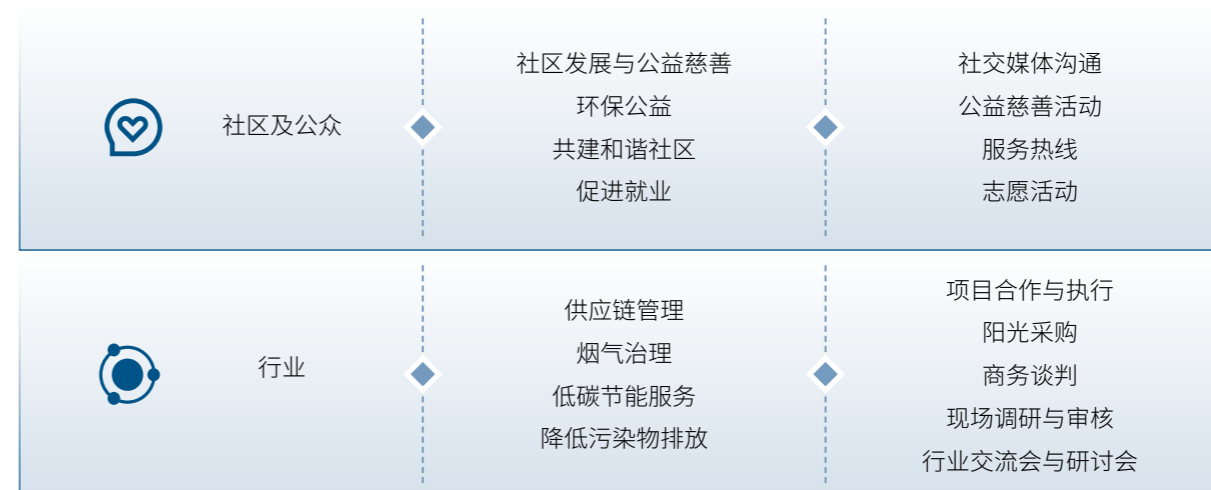 社区及公众
社区发展与公益慈善
环保公益
共建和谐社区
促进就业
社交媒体沟通
公益慈善活动
服务热线
志愿活动
行业
供应链管理
烟气治理
低碳节能服务
降低污染物排放
项目合作与执行
阳光采购
商务谈判
现场调研与审核
行业交流会与研讨会